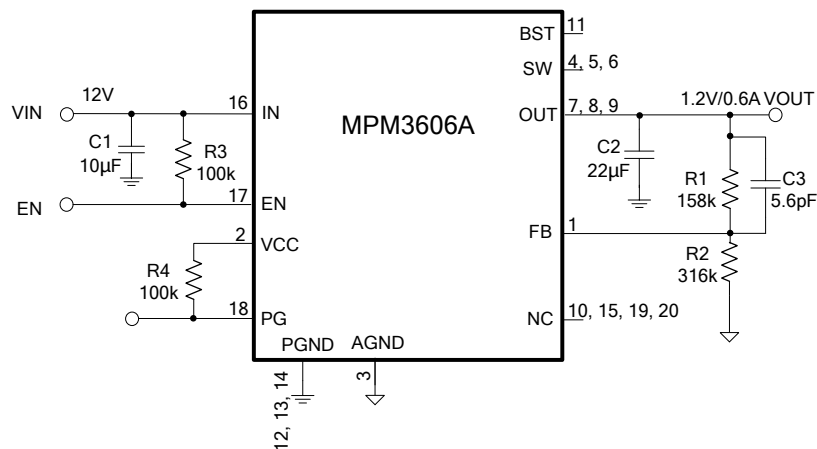 BST
11
SW
4, 5, 6
12V
VIN
16
IN
MPM3606A
OUT
7, 8, 9
1.2V/0.6A VOUT
C1
10µF
R3
100k
C2
22µF
R1
158k
C3
5.6pF
EN
17
EN
2
VCC
FB
1
R4
100k
R2
316k
18
PG
NC
10, 15, 19, 20
PGND
AGND
12, 13, 14
3